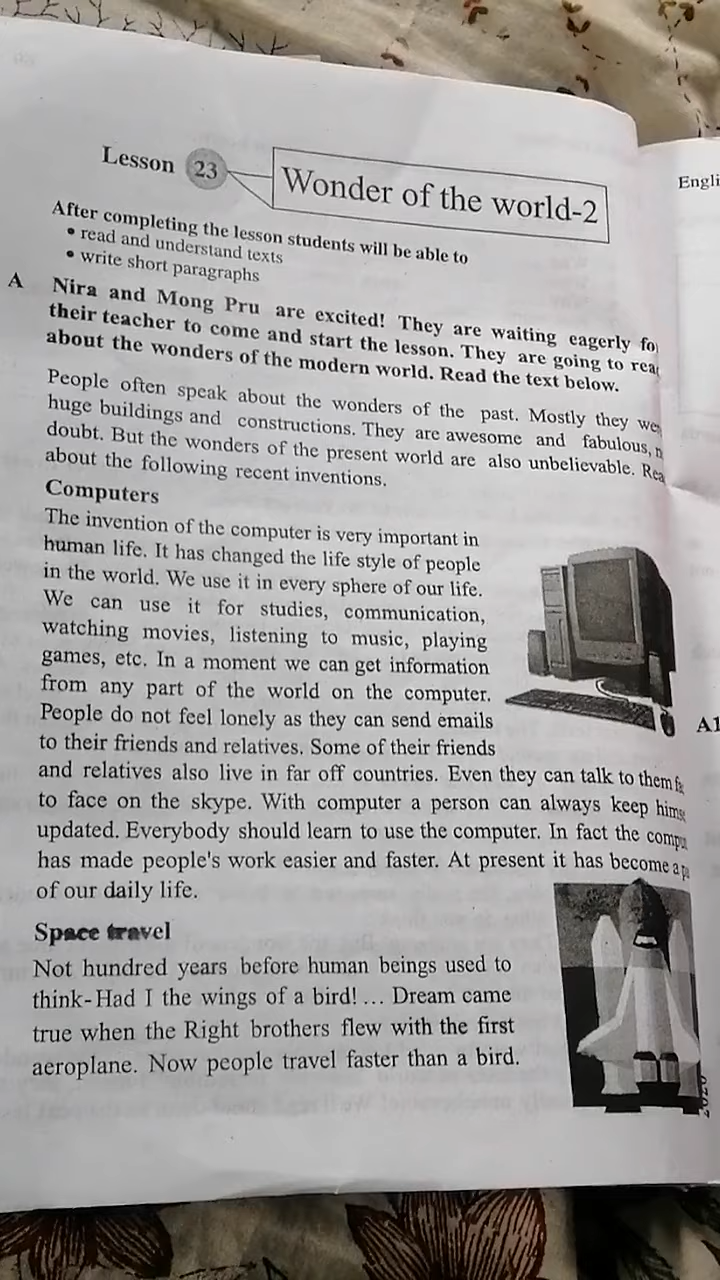 Lesson 23
Wonder of the world-2
After completing the lesson students will be able to
• read and understand texts
• write short paragraphs
A Nira and Mong Pru are excited! They are waiting eagerly
their teacher to come and start the lesson. They are going to
about the wonders of the modern world. Read the text below.
People often speak about the wonders of the past. Mostly they
huge buildings and constructions. They are awesome and fabulous,
doubt. But the wonders of the present world are also unbelievable.
about the following recent inventions.
Computers
The invention of the computer is very important in
human life. It has changed the life style of people
in the world. We use it in every sphere of our life.
We can use it for studies, communication,
watching movies, listening to music, playing
games, etc. In a moment we can get information
from any part of the world on the computer.
People do not feel lonely as they can send emails
to their friends and relatives. Some of their friends
and relatives also live in far off countries. Even they can talk to them
to face on the skype. With computer a person can always keep
updated. Everybody should learn to use the computer. In fact the
has made people's work easier and faster. At present it has become a
of our daily life.
Space travel
Not hundred years before human beings used to
think-Had I the wings of a bird! ... Dream came
true when the Right brothers flew with the first
aeroplane. Now people travel faster than a bird.
Engli
A1